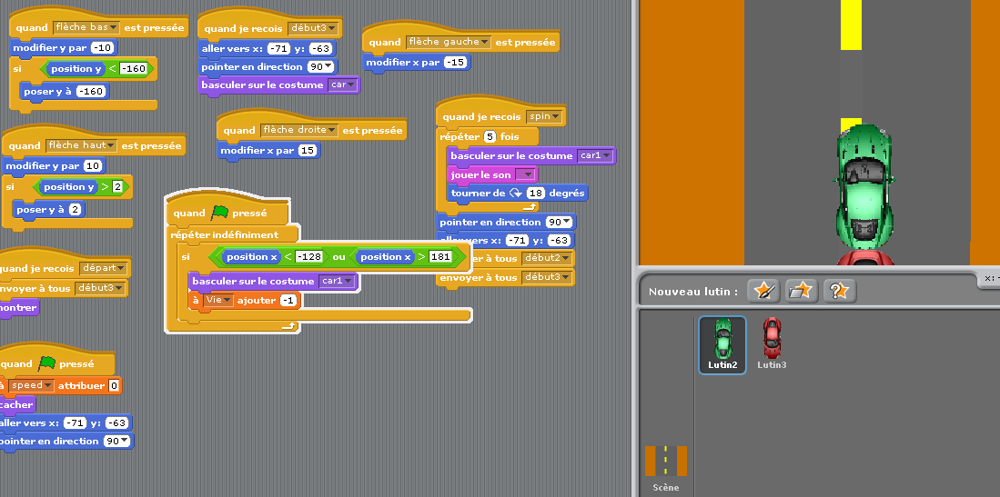 quand flèche bas est pressée
modifier y par -10
si position y < -160
poser y à -160
quand flèche haut est pressée
modifier y par 10
si position y > 2
poser y à 2
quand je recois départ
nvoyer à tous début3
montrer
quand pressé
à speed attribuer 0
cacher
aller vers x: -71 y: -63
pointer en direction 90
quand je recois début3
aller vers x: -71 y: -63
pointer en direction 90
basculer sur le costume car
quand flèche droite est pressée
modifier x par 15
quand pressé
répéter indéfiniment
si position x < -128 ou position x > 181
basculer sur le costume car1
à Vie ajouter -1
quand flèche gauche est pressée
modifier x par -15
quand je recois spin
répéter 5 fois
basculer sur le costume car1
jouer le son
tourner de 18 degrés
pointer en direction 90
aller vers x: -71 y: -63
er à tous début2
envoyer à tous début3
x:
Nouveau lutin :
Lutin2
Lutin3
Scène